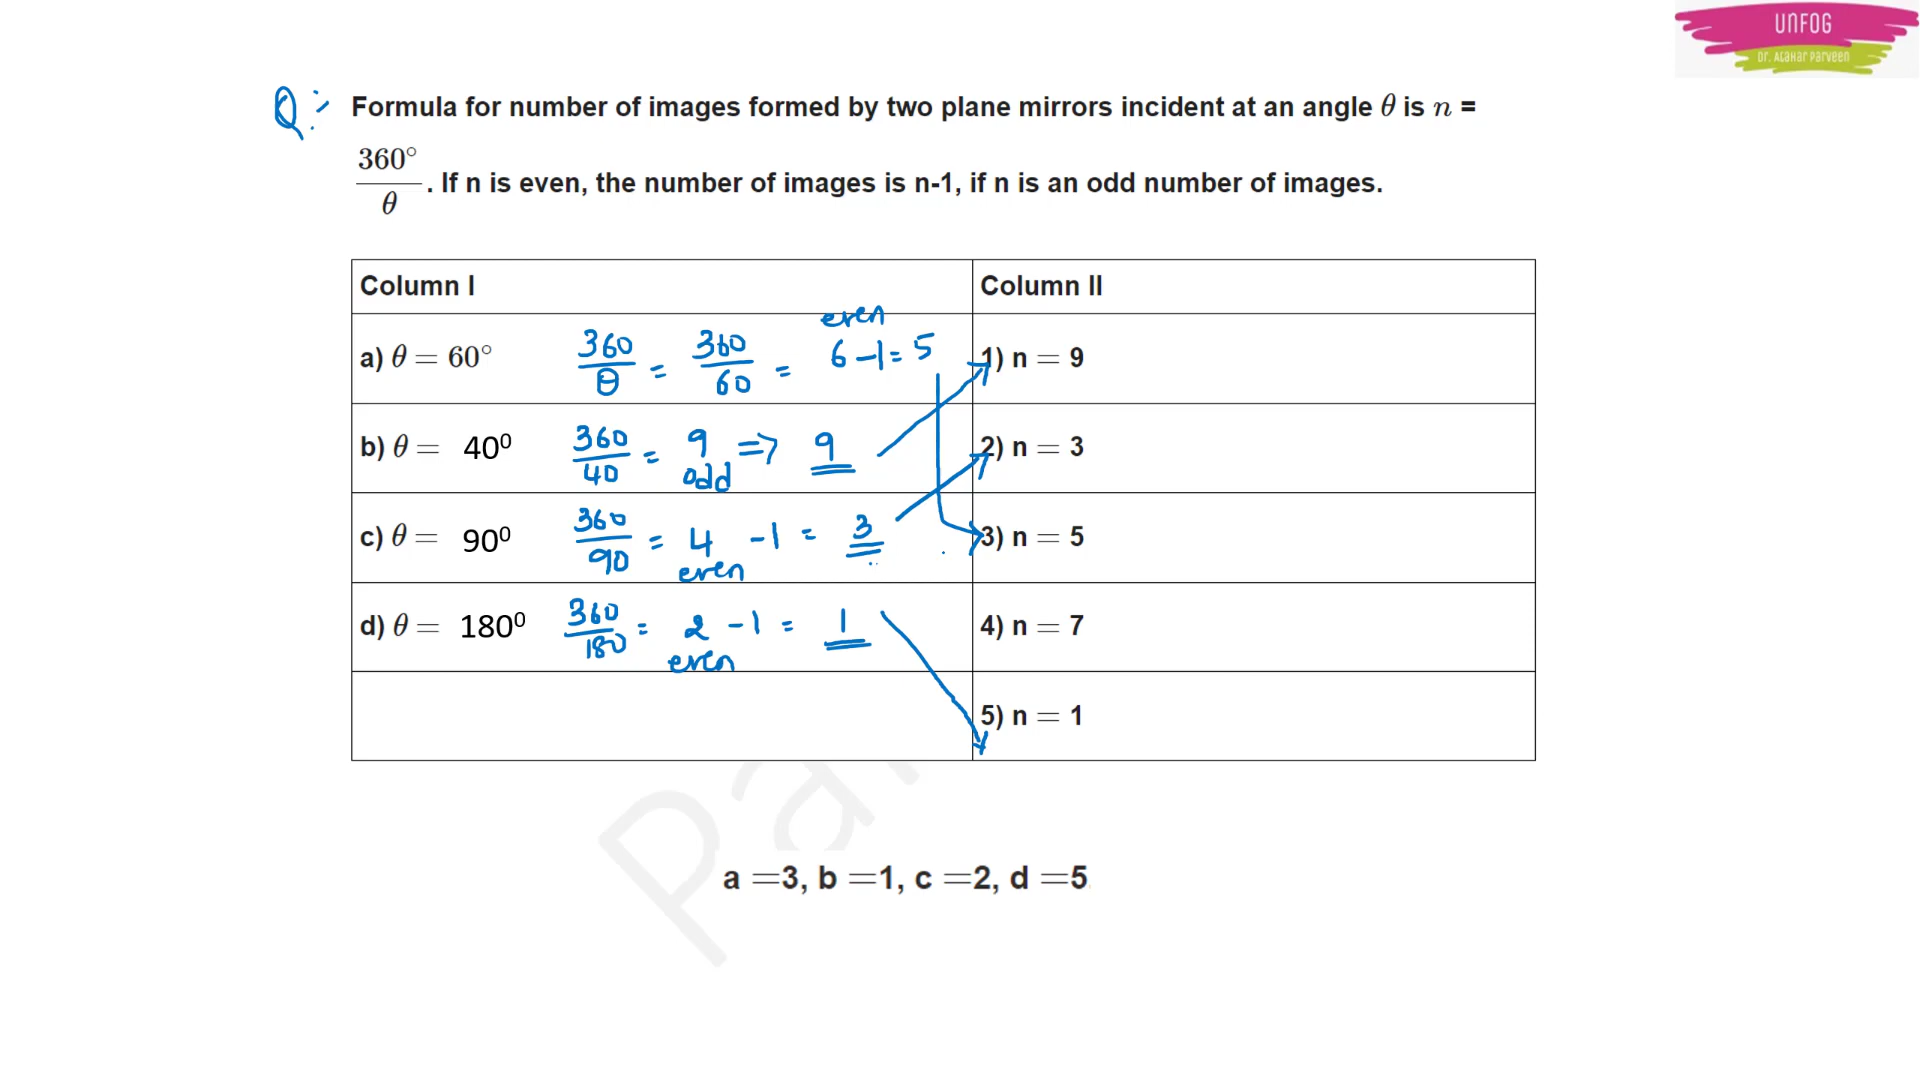 UNFOG
Dr. Atahar Parveen
Q:- Formula for number of images formed by two plane mirrors incident at an angle θ is n =
360°/θ . If n is even, the number of images is n-1, if n is an odd number of images.
Column I Column II
even
a) θ = 60° 360/θ = 360/60 = 6 - 1 = 5 1) n = 9
b) θ = 40⁰ 360/40 = 9 ⇒ 9 2) n = 3
odd
c) θ = 90⁰ 360/90 = 4 - 1 = 3 3) n = 5
even
d) θ = 180⁰ 360/180 = 2 - 1 = 1 4) n = 7
even
5) n = 1
a =3, b =1, c =2, d =5